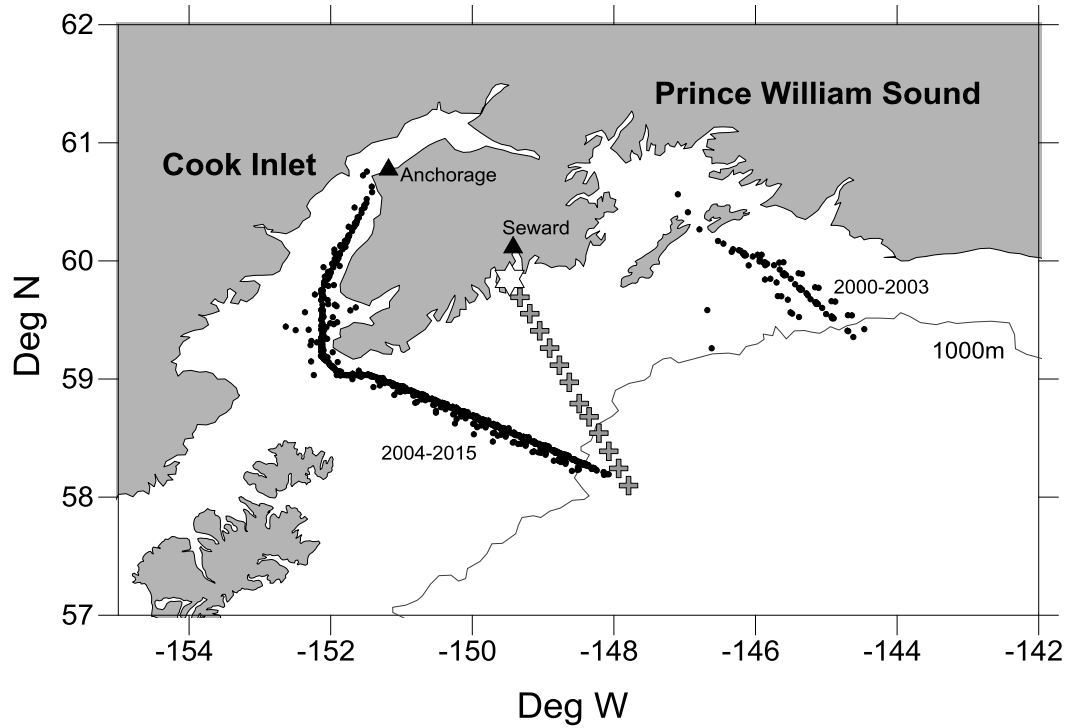 62
61
60
59
58
57
Deg N
Prince William Sound
Cook Inlet
Anchorage
Seward
2000-2003
1000m
2004-2015
-154
-152
-150
-148
-146
-144
-142
Deg W